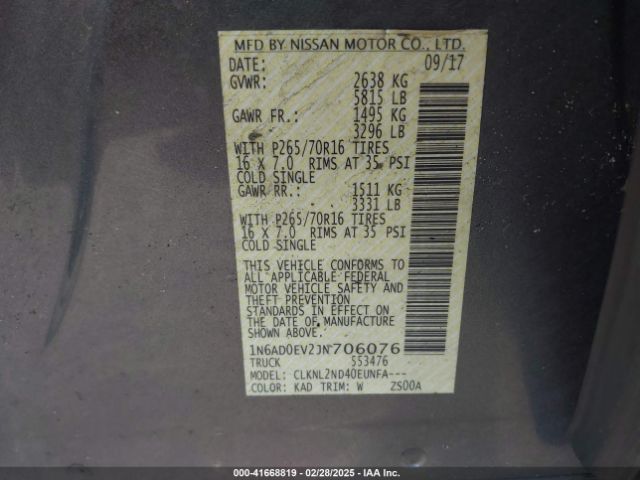 MFD BY NISSAN MOTOR CO., LTD.
DATE: 09/17
GVWR: 2638 KG
5815 LB
GAWR FR.: 1495 KG
3296 LB
WITH P265/70R16 TIRES
16 X 7.0 RIMS AT 35 PSI
COLD SINGLE
GAWR RR.: 1511 KG
3331 LB
WITH P265/70R16 TIRES
16 X 7.0 RIMS AT 35 PSI
COLD SINGLE
THIS VEHICLE CONFORMS TO
ALL APPLICABLE FEDERAL
MOTOR VEHICLE SAFETY AND
THEFT PREVENTION
STANDARDS IN EFFECT ON
THE DATE OF MANUFACTURE
SHOWN ABOVE.
1N6AD0EV2JN706076
TRUCK 553476
MODEL: CLKNL2ND40EUNFA---
COLOR: KAD TRIM: W ZS00A
000-41668819 / 02/28/2025 - IAA Inc.